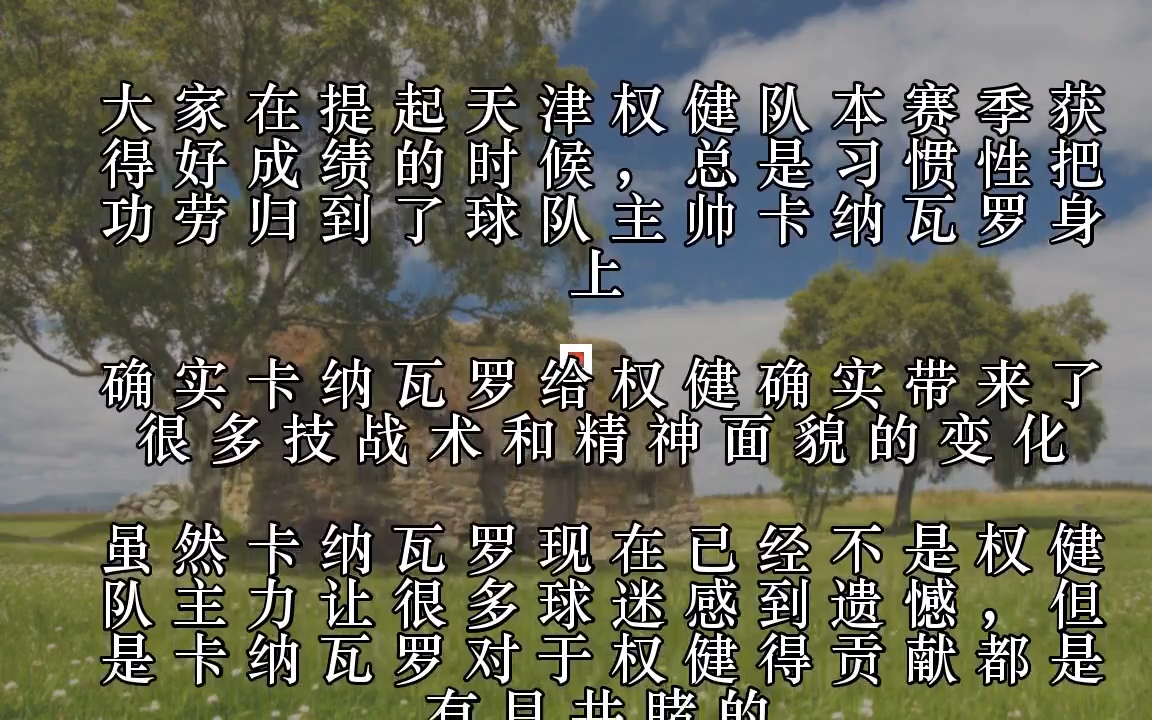 大家在提起天津权健队本赛季获
得好成绩的时候，总是习惯性把
功劳归到了球队主帅卡纳瓦罗身
上
确实卡纳瓦罗给权健确实带来了
很多技战术和精神面貌的变化
虽然卡纳瓦罗现在已经不是权健
队主力让很多球迷感到遗憾，但
是卡纳瓦罗对于权健得贡献都是
有目共睹的